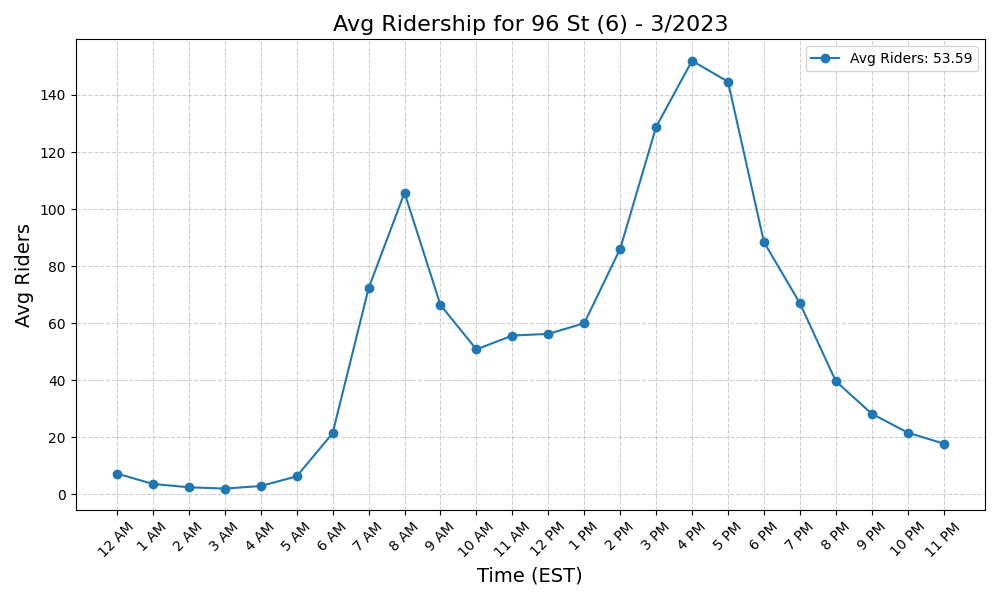 Avg Ridership for 96 St (6) - 3/2023
Avg Riders: 53.59
Avg Riders
140
120
100
80
60
40
20
0
12 AM
1 AM
2 AM
3 AM
4 AM
5 AM
6 AM
7 AM
8 AM
9 AM
10 AM
11 AM
12 PM
1 PM
2 PM
3 PM
4 PM
5 PM
6 PM
7 PM
8 PM
9 PM
10 PM
11 PM
Time (EST)